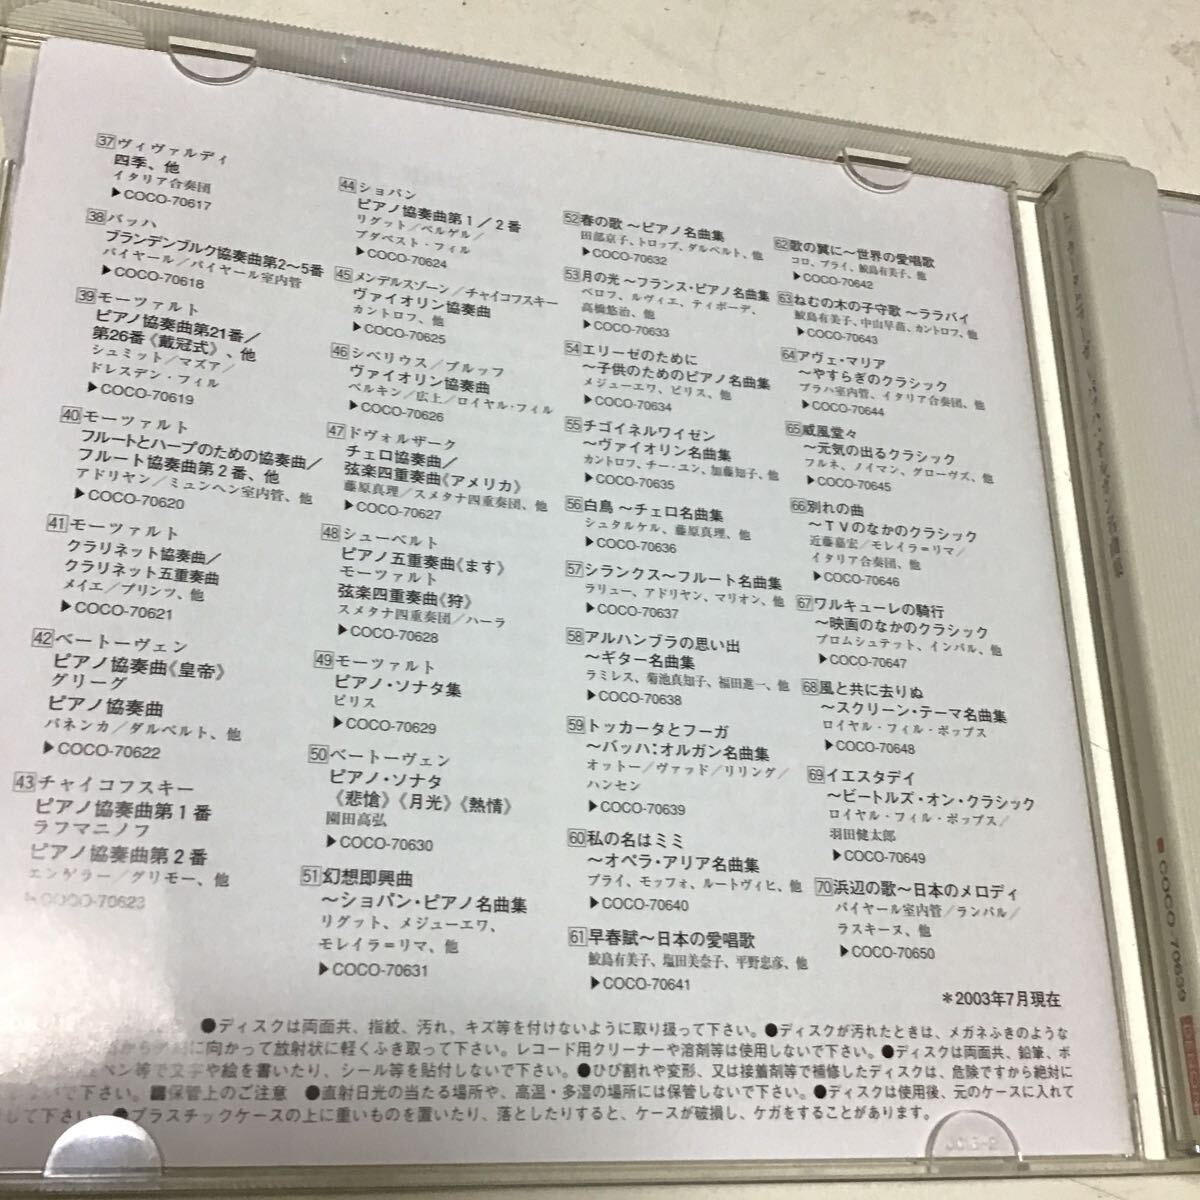 37 ヴィヴァルディ
四季、他
イタリア合奏団
▶COCO-70617
38 バッハ
ブランデンブルク協奏曲第2〜5番
パイヤール/パイヤール室内管
▶COCO-70618
39 モーツァルト
ピアノ協奏曲第21番/
第26番《戴冠式》、他
シュミット/マズア/
ドレスデン・フィル
▶COCO-70619
40 モーツァルト
フルートとハープのための協奏曲/
フルート協奏曲第2番、他
アドリヤン/ミュンヘン室内管、他
▶COCO-70620
41 モーツァルト
クラリネット協奏曲/
クラリネット五重奏曲
メイエ/プリンツ、他
▶COCO-70621
42 ベートーヴェン
ピアノ協奏曲《皇帝》
グリーグ
ピアノ協奏曲
パネンカ/ダルベルト、他
▶COCO-70622
43 チャイコフスキー
ピアノ協奏曲第1番
ラフマニノフ
ピアノ協奏曲第2番
エンゲラー/グリモー、他
▶COCO-70623
44 ショパン
ピアノ協奏曲第1/2番
リグット/ベルゲル/
ブダペスト・フィル
▶COCO-70624
45 メンデルスゾーン/チャイコフスキー
ヴァイオリン協奏曲
カントロフ、他
▶COCO-70625
46 シベリウス/ブルッフ
ヴァイオリン協奏曲
ベルキン/広上/ロイヤル・フィル
▶COCO-70626
47 ドヴォルザーク
チェロ協奏曲/
弦楽四重奏曲《アメリカ》
藤原真理/スメタナ四重奏団、他
▶COCO-70627
48 シューベルト
ピアノ五重奏曲《ます》
モーツァルト
弦楽四重奏曲《狩》
スメタナ四重奏団/ハーラ
▶COCO-70628
49 モーツァルト
ピアノ・ソナタ集
ピリス
▶COCO-70629
50 ベートーヴェン
ピアノ・ソナタ
《悲愴》《月光》《熱情》
園田高弘
▶COCO-70630
51 幻想即興曲
〜ショパン・ピアノ名曲集
リグット、メジューエワ、
モレイラ=リマ、他
▶COCO-70631
52 春の歌 〜ピアノ名曲集
田部京子、トロップ、ダルベルト、他
▶COCO-70632
53 月の光 〜フランス・ピアノ名曲集
ベロフ、ルヴィエ、ティボーデ、
高橋悠治、他
▶COCO-70633
54 エリーゼのために
〜子供のためのピアノ名曲集
メジューエワ、ピリス、他
▶COCO-70634
55 チゴイネルワイゼン
〜ヴァイオリン名曲集
カントロフ、チー・ユン、加藤知子、他
▶COCO-70635
56 白鳥 〜チェロ名曲集
シュタルケル、藤原真理、他
▶COCO-70636
57 シランクス〜フルート名曲集
ラリュー、アドリヤン、マリオン、他
▶COCO-70637
58 アルハンブラの思い出
〜ギター名曲集
ラミレス、菊池真知子、福田進一、他
▶COCO-70638
59 トッカータとフーガ
〜バッハ:オルガン名曲集
オットー/ヴァッド/リリング/
ハンセン
▶COCO-70639
60 私の名はミミ
〜オペラ・アリア名曲集
プライ、モッフォ、ルートヴィヒ、他
▶COCO-70640
61 早春賦〜日本の愛唱歌
鮫島有美子、塩田美奈子、平野忠彦、他
▶COCO-70641
62 歌の翼に〜世界の愛唱歌
コロ、プライ、鮫島有美子、他
▶COCO-70642
63 ねむの木の子守歌 〜ララバイ
鮫島有美子、中山早苗、カントロフ、他
▶COCO-70643
64 アヴェ・マリア
〜やすらぎのクラシック
プラハ室内管、イタリア合奏団、他
▶COCO-70644
65 威風堂々
〜元気の出るクラシック
フルネ、ノイマン、グローヴズ、他
▶COCO-70645
66 別れの曲
〜TVのなかのクラシック
近藤嘉宏/モレイラ=リマ/
イタリア合奏団、他
▶COCO-70646
67 ワルキューレの騎行
〜映画のなかのクラシック
ブロムシュテット、インバル、他
▶COCO-70647
68 風と共に去りぬ
〜スクリーン・テーマ名曲集
ロイヤル・フィル・ポップス
▶COCO-70648
69 イエスタデイ
〜ビートルズ・オン・クラシック
ロイヤル・フィル・ポップス/
羽田健太郎
▶COCO-70649
70 浜辺の歌〜日本のメロディ
パイヤール室内管/ランパル/
ラスキーヌ、他
▶COCO-70650
＊2003年7月現在
●ディスクは両面共、指紋、汚れ、キズ等を付けないように取り扱って下さい。●ディスクが汚れたときは、メガネふきのような
に向かって放射状に軽くふき取って下さい。レコード用クリーナーや溶剤等は使用しないで下さい。●ディスクは両面共、鉛筆、ボ
ペン等で文字や絵を書いたり、シール等を貼付しないで下さい。●ひび割れや変形、又は接着剤等で補修したディスクは、危険ですから絶対に
ないで下さい。■保管上のご注意 ●直射日光の当たる場所や、高温・多湿の場所には保管しないで下さい。●ディスクは使用後、元のケースに入れて
して下さい。●プラスチックケースの上に重いものを置いたり、落としたりすると、ケースが破損し、ケガをすることがあります。
COCO-70639